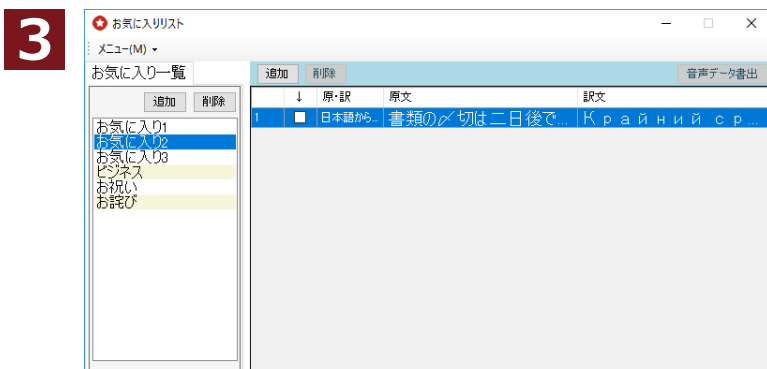 3
お気に入りリスト
メニュー(M)
お気に入り一覧
追加 削除
お気に入り1
お気に入り2
お気に入り3
ビジネス
お祝い
お詫び
追加 削除 音声データ書出
↓ 原・訳 原文 訳文
1 日本語から... 書類の〆切は二日後で... Крайний ср...